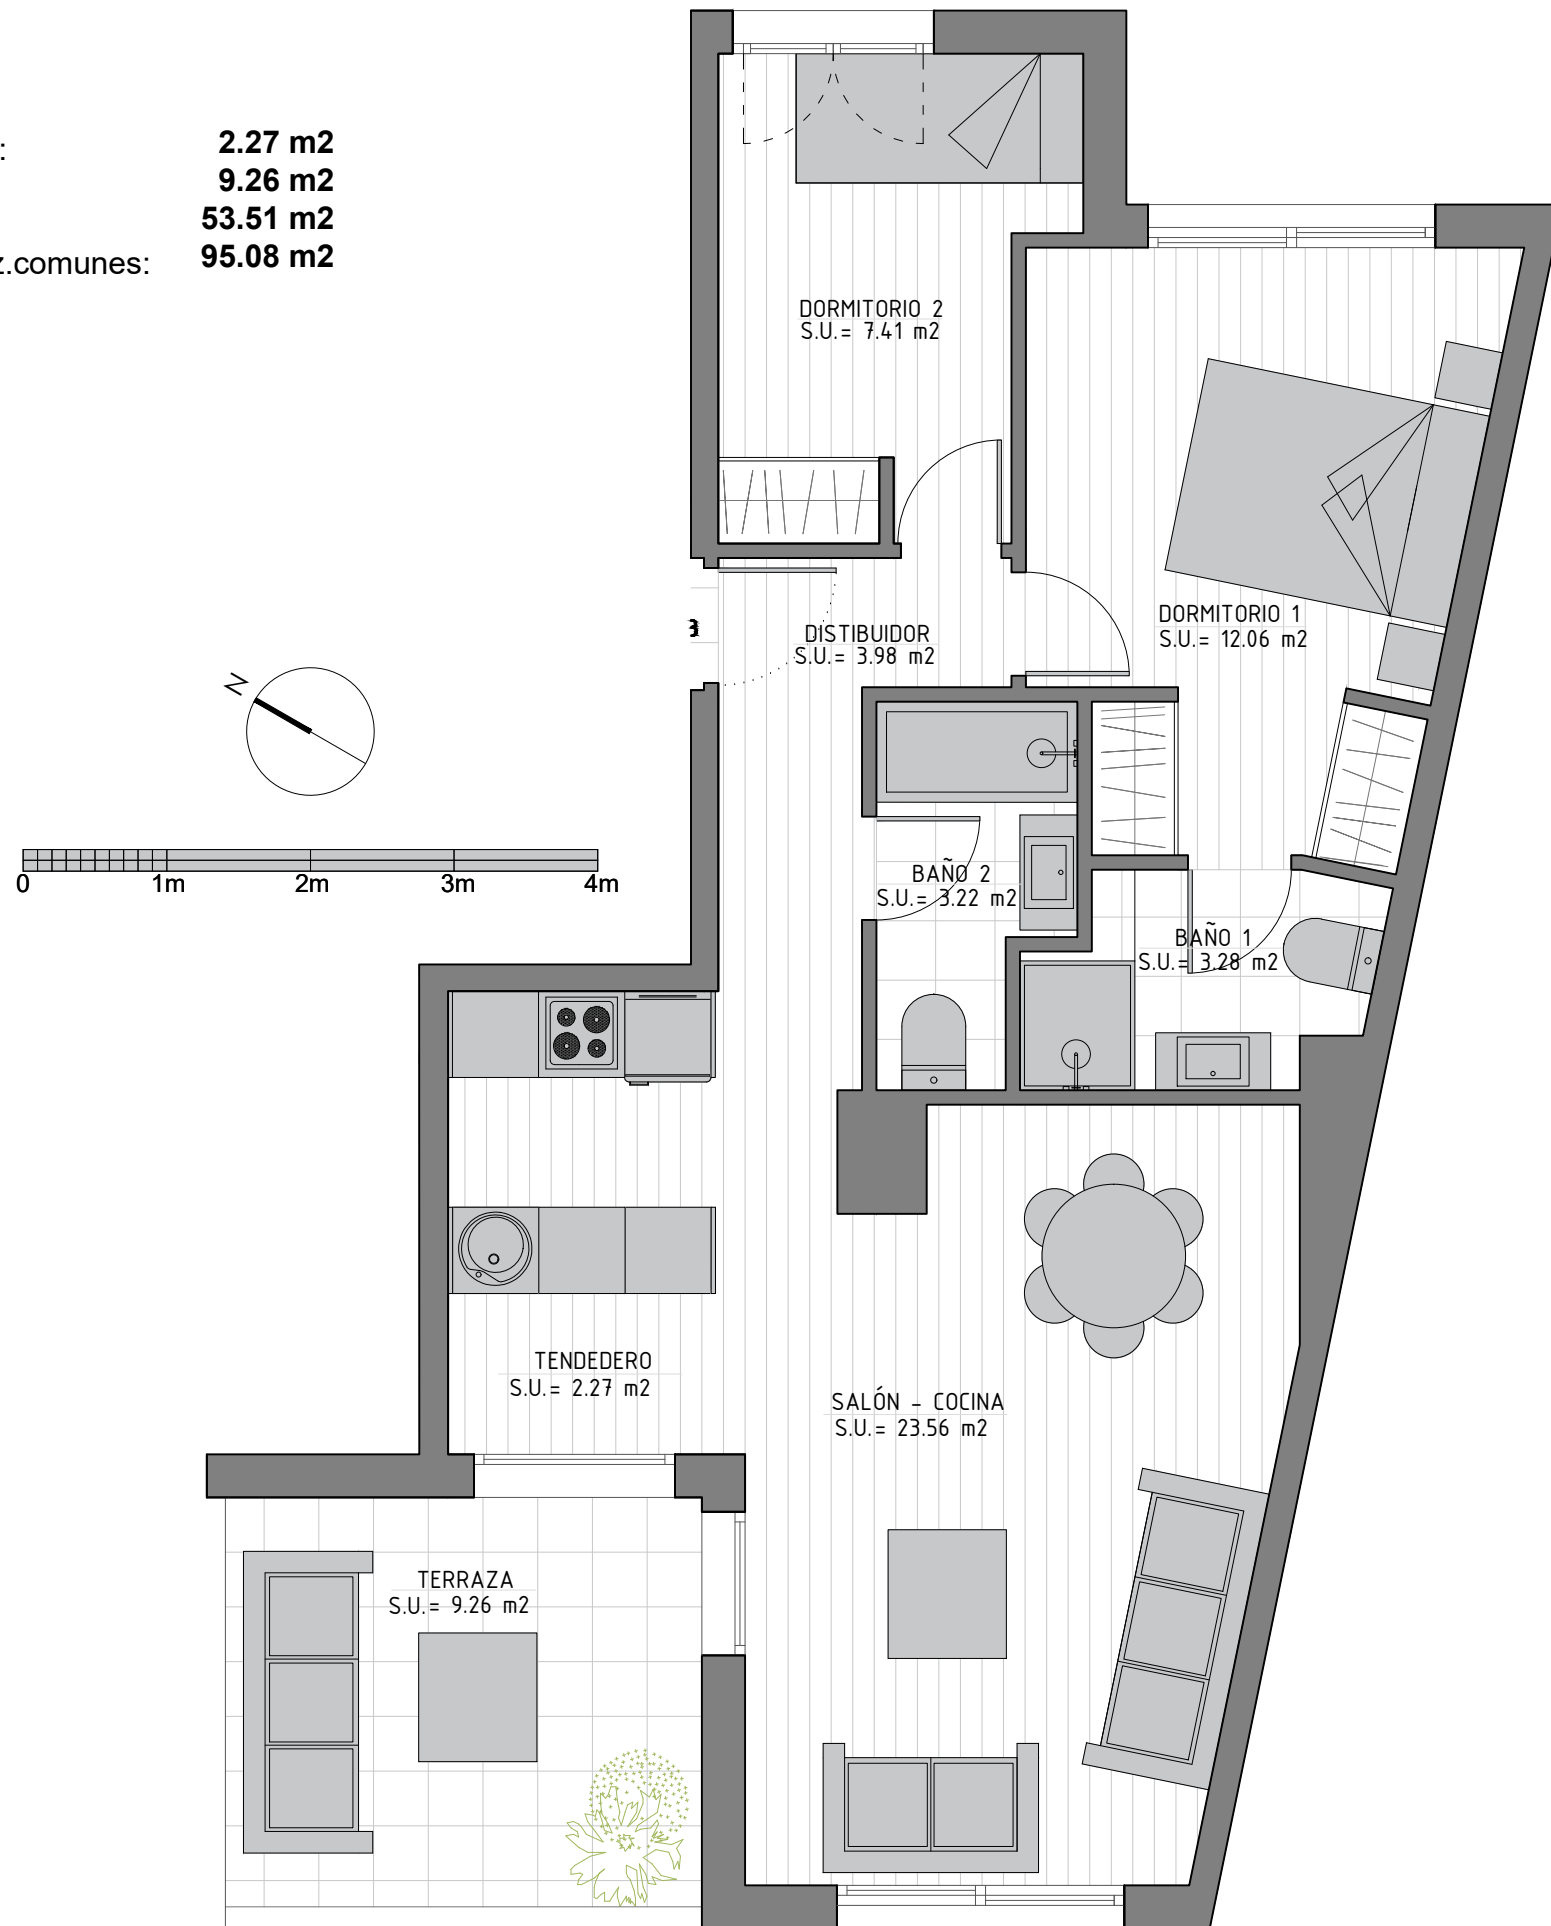 : 2.27 m2
9.26 m2
53.51 m2
z.comunes: 95.08 m2
DORMITORIO 2
S.U.= 7.41 m2
DORMITORIO 1
S.U.= 12.06 m2
DISTIBUIDOR
S.U.= 3.98 m2
N
0 1m 2m 3m 4m
BAÑO 2
S.U.= 3.22 m2
BAÑO 1
S.U.= 3.28 m2
TENDEDERO
S.U.= 2.27 m2
SALÓN - COCINA
S.U.= 23.56 m2
TERRAZA
S.U.= 9.26 m2